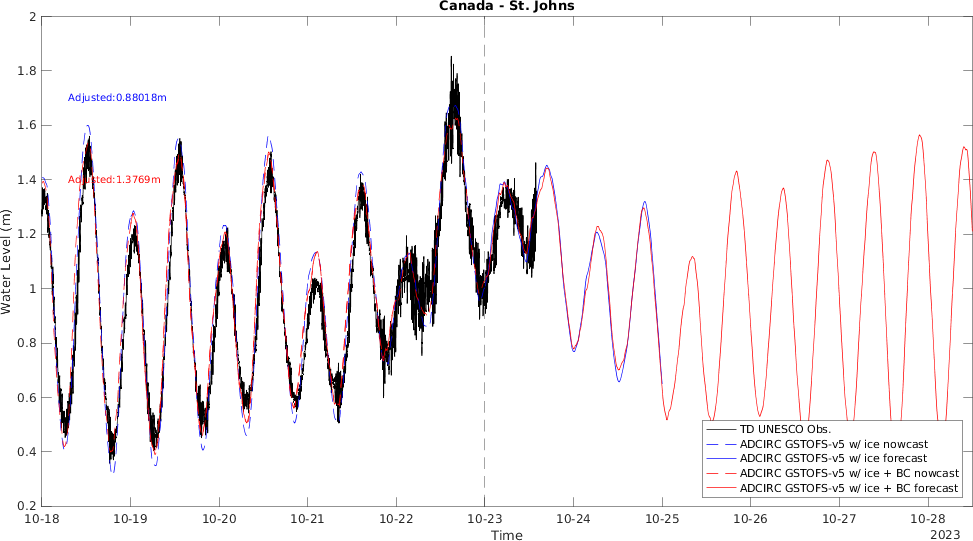 Canada - St. Johns
2
1.8
1.6
1.4
1.2
1
0.8
0.6
0.4
0.2
Water Level (m)
Adjusted:0.88018m
Adjusted:1.3769m
TD UNESCO Obs.
ADCIRC GSTOFS-v5 w/ ice nowcast
ADCIRC GSTOFS-v5 w/ ice forecast
ADCIRC GSTOFS-v5 w/ ice + BC nowcast
ADCIRC GSTOFS-v5 w/ ice + BC forecast
10-18 10-19 10-20 10-21 10-22 10-23 10-24 10-25 10-26 10-27 10-28
2023
Time